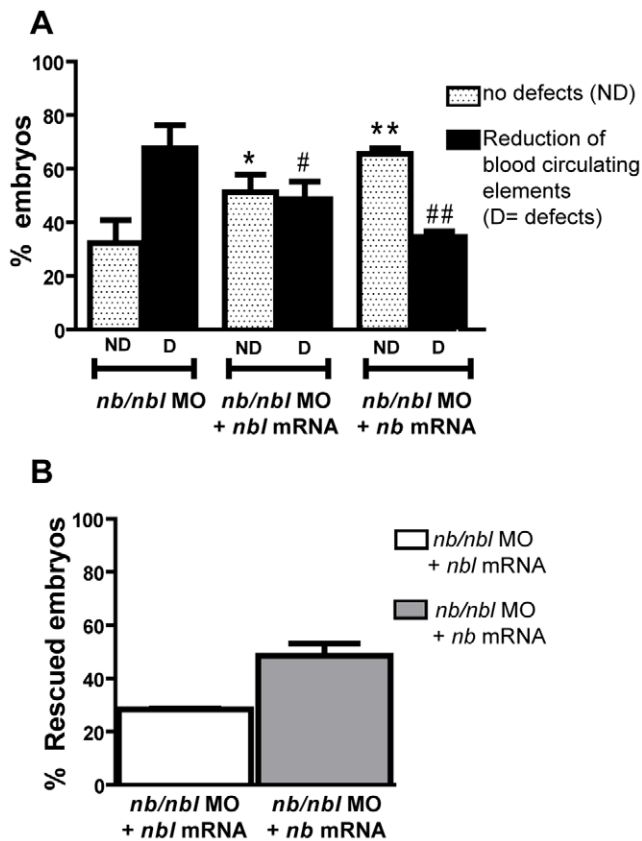 A
% embryos
100
80
60
40
20
0
*
#
**
##
no defects (ND)
Reduction of
blood circulating
elements
(D= defects)
ND D ND D ND D
nb/nbl MO nb/nbl MO nb/nbl MO
+ nbl mRNA + nb mRNA
B
% Rescued embryos
100
80
60
40
20
0
nb/nbl MO
+ nbl mRNA
nb/nbl MO
+ nb mRNA
nb/nbl MO nb/nbl MO
+ nbl mRNA + nb mRNA